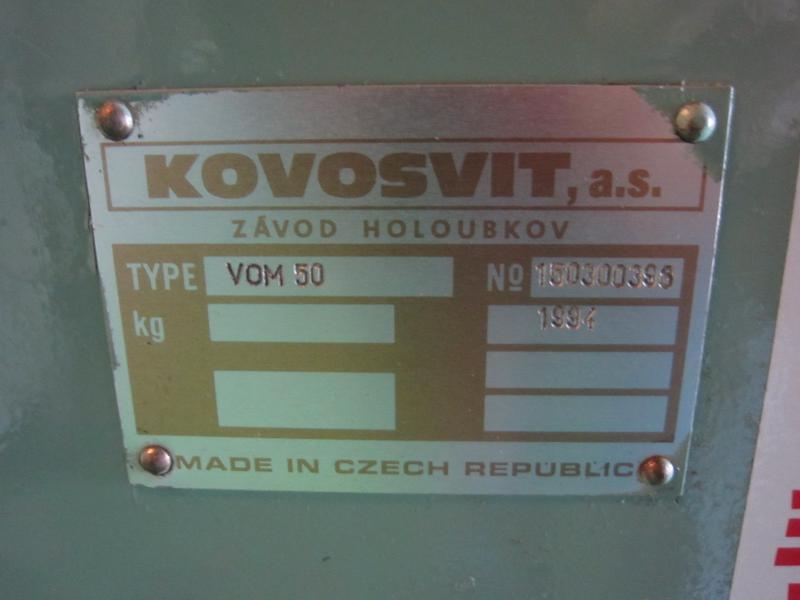 KOVOSVIT, a.s.
ZÁVOD HOLOUBKOV
TYPE VOM 50 No 150300396
kg 1994
MADE IN CZECH REPUBLIC